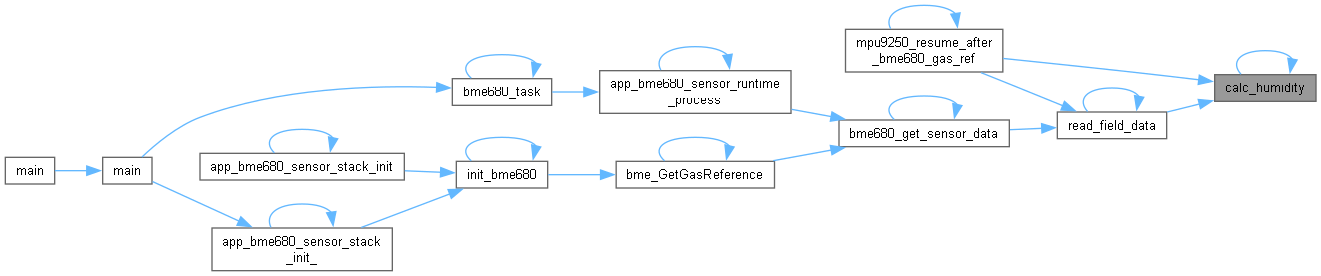 mpu9250_resume_after
_bme680_gas_ref
calc_humidity
bme680_task
app_bme680_sensor_runtime
_process
read_field_data
bme680_get_sensor_data
main
main
app_bme680_sensor_stack_init
init_bme680
bme_GetGasReference
app_bme680_sensor_stack
_init_